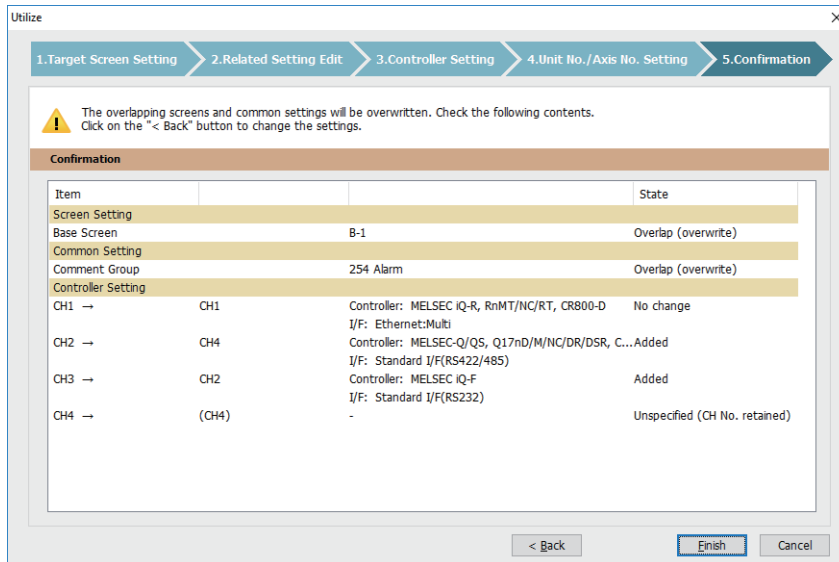 Utilize
1.Target Screen Setting 2.Related Setting Edit 3.Controller Setting 4.Unit No./Axis No. Setting 5.Confirmation
The overlapping screens and common settings will be overwritten. Check the following contents.
Click on the "< Back" button to change the settings.
Confirmation
Item State
Screen Setting
Base Screen B-1 Overlap (overwrite)
Common Setting
Comment Group 254 Alarm Overlap (overwrite)
Controller Setting
CH1 → CH1 Controller: MELSEC iQ-R, RnMT/NC/RT, CR800-D No change
I/F: Ethernet:Multi
CH2 → CH4 Controller: MELSEC-Q/QS, Q17nD/M/NC/DR/DSR, C... Added
I/F: Standard I/F(RS422/485)
CH3 → CH2 Controller: MELSEC iQ-F Added
I/F: Standard I/F(RS232)
CH4 → (CH4) - Unspecified (CH No. retained)
< Back Finish Cancel